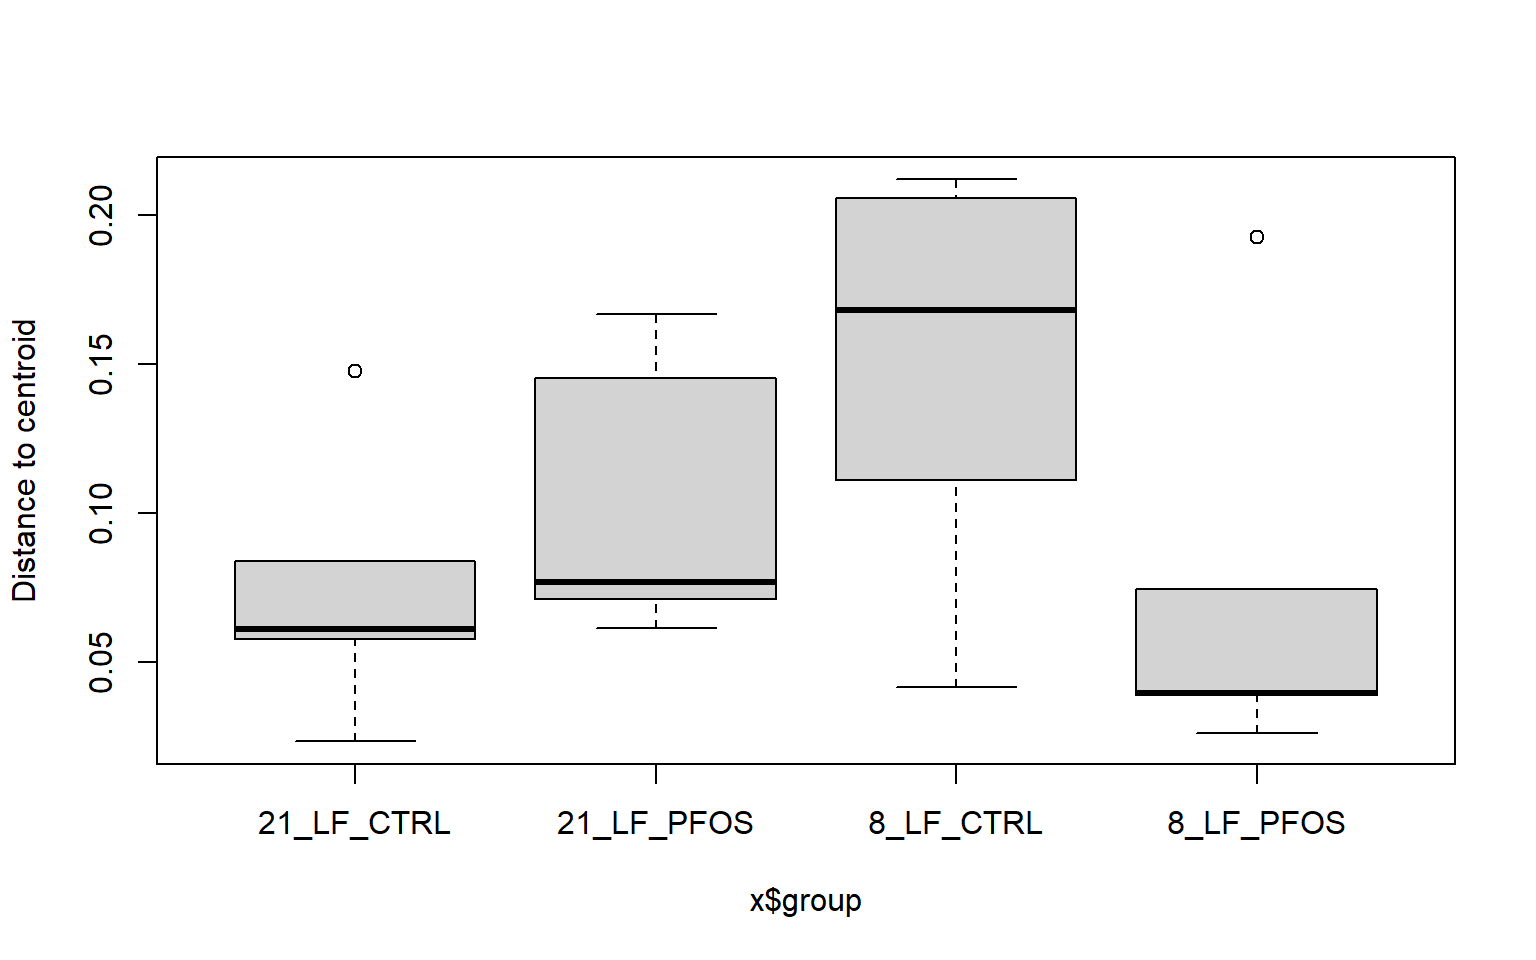 Distance to centroid
0.20
0.15
0.10
0.05
21_LF_CTRL
21_LF_PFOS
8_LF_CTRL
8_LF_PFOS
x$group